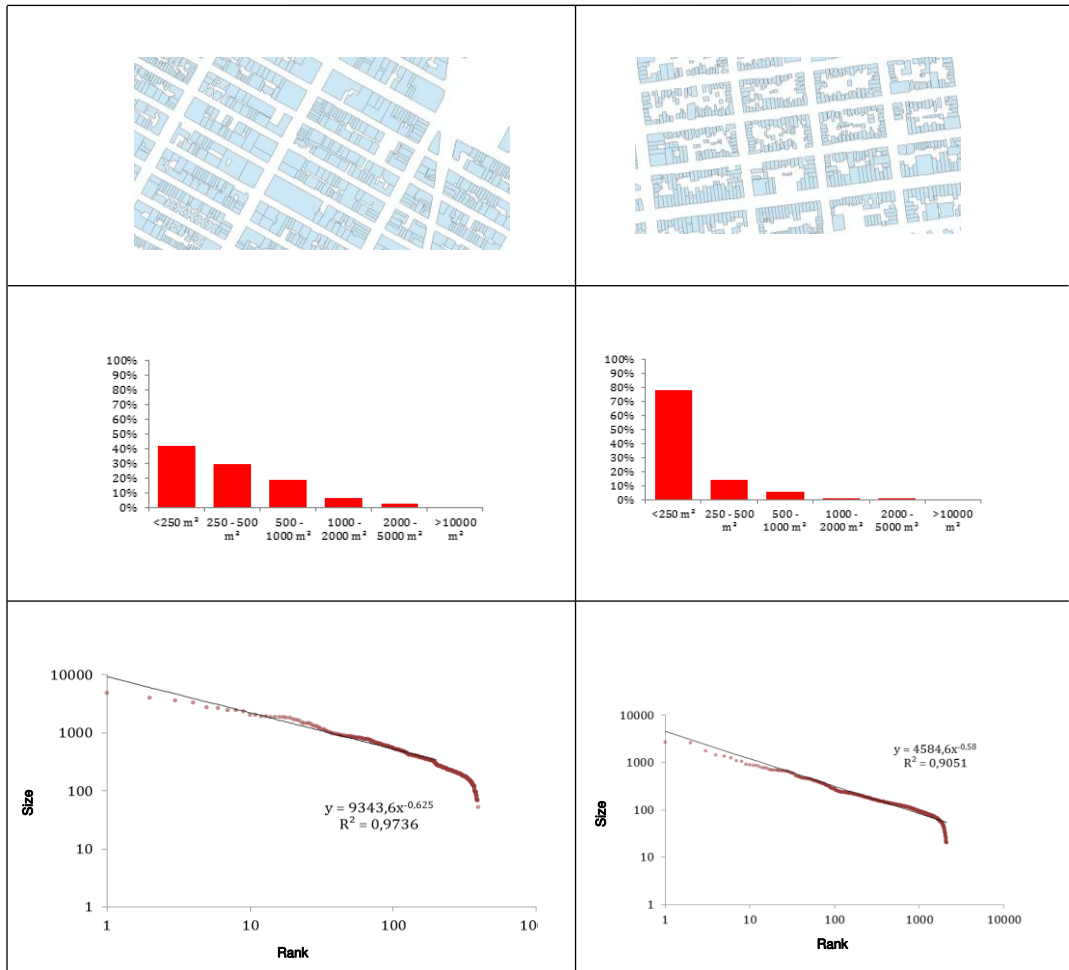 100%
90%
80%
70%
60%
50%
40%
30%
20%
10%
0%
<250 m²
250 - 500 m²
500 - 1000 m²
1000 - 2000 m²
2000 - 5000 m²
>10000 m²
100%
90%
80%
70%
60%
50%
40%
30%
20%
10%
0%
<250 m²
250 - 500 m²
500 - 1000 m²
1000 - 2000 m²
2000 - 5000 m²
>10000 m²
10000
1000
100
10
1
Size
y = 9343,6x^-0,625
R² = 0,9736
1
10
100
10
Rank
10000
1000
100
10
1
Size
y = 4584,6x^-0,58
R² = 0,9051
1
10
100
1000
10000
Rank